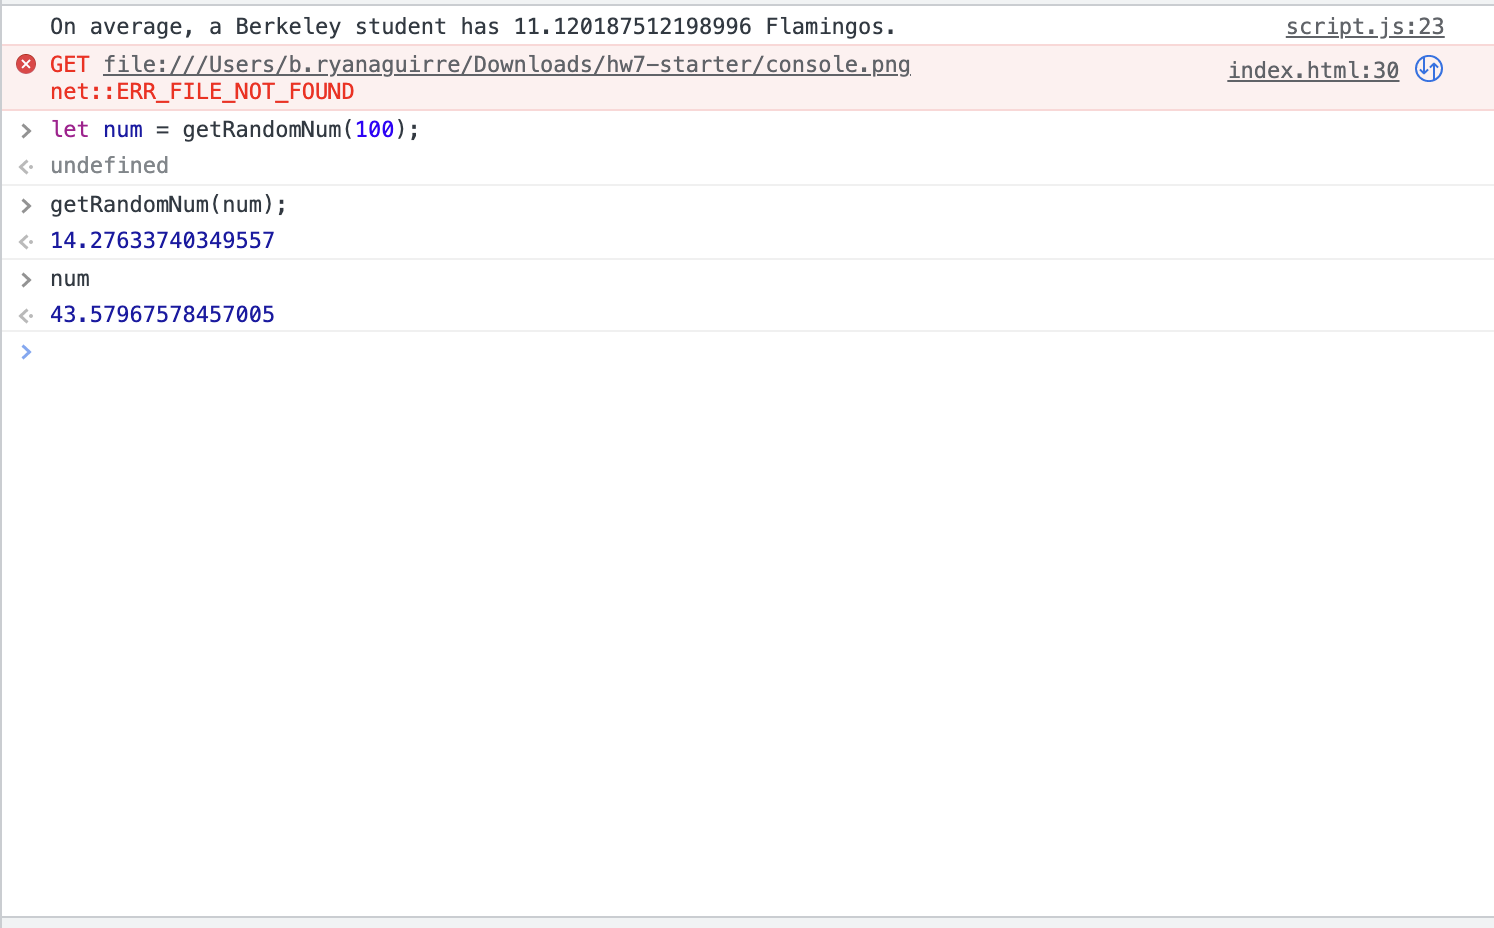 On average, a Berkeley student has 11.120187512198996 Flamingos. script.js:23
GET file:///Users/b.ryanaguirre/Downloads/hw7-starter/console.png index.html:30
net::ERR_FILE_NOT_FOUND
> let num = getRandomNum(100);
undefined
> getRandomNum(num);
14.27633740349557
> num
43.57967578457005
>